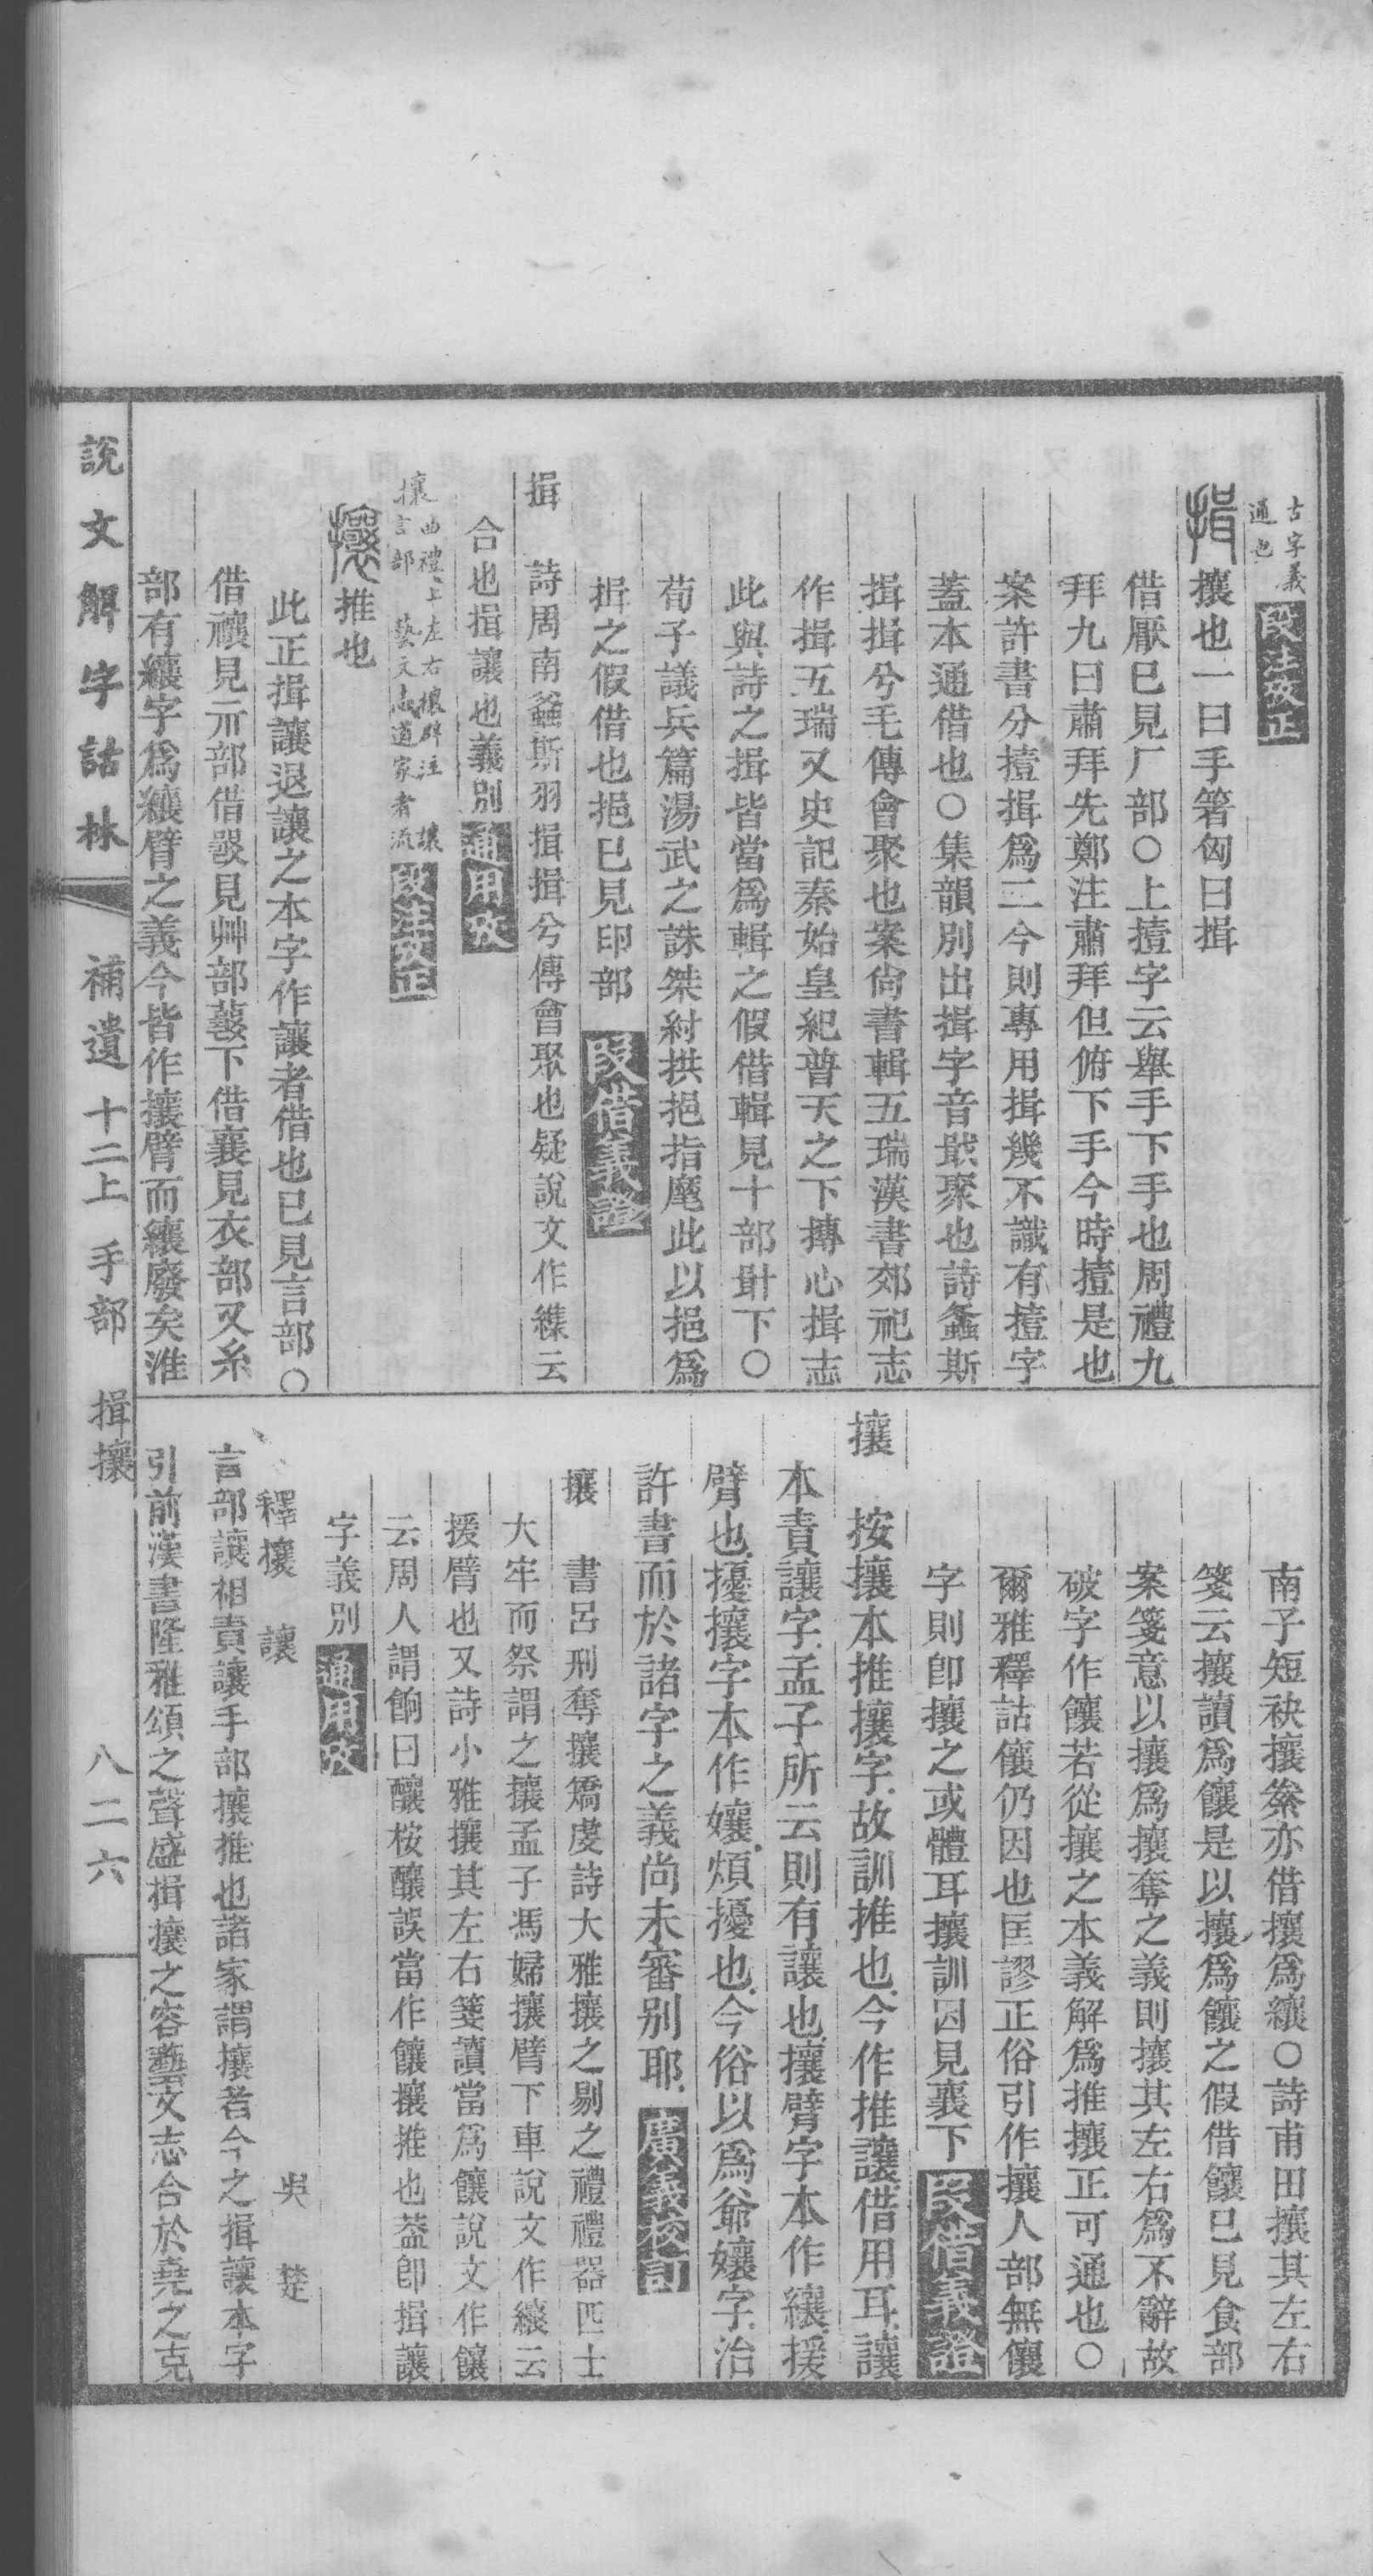 古字義
通也
段注攷正
揖攘也一曰手箸匈曰揖
借厭已見厂部○上撎字云舉手下手也周禮九
拜九曰肅拜先鄭注肅拜但俯下手今時撎是也
案許書分撎揖爲二今則專用揖幾不識有撎字
蓋本通借也○集韻別出揖字音戢聚也詩螽斯
揖揖兮毛傳會聚也案尙書輯五瑞漢書郊祀志
作揖五瑞又史記秦始皇紀普天之下摶心揖志
此與詩之揖皆當爲輯之假借輯見十部卙下○
荀子議兵篇湯武之誅桀紂拱挹指麾此以挹爲
揖之假借也挹已見印部
段借義證
揖　詩周南螽斯羽揖揖兮傳會聚也疑說文作緝云
合也揖讓也義別
通用攷
攘曲禮上左右攘辟注讓
言部藝文志道家者流
段注攷正
攘推也
此正揖讓退讓之本字作讓者借也已見言部○
借禳見示部借㗊見艸部蘘下借襄見衣部又糸
部有纕字爲纕臂之義今皆作攘臂而纕廢矣淮
南子短袂攘絭亦借攘爲纕○詩甫田攘其左右
箋云攘讀爲饟是以攘爲饟之假借饟已見食部
案箋意以攘爲攘奪之義則攘其左右爲不辭故
破字作饟若從攘之本義解爲推攘正可通也○
爾雅釋詁儴仍因也匡謬正俗引作攘人部無儴
字則卽攘之或體耳攘訓因見襄下
段借義證
攘　按攘本推攘字故訓推也今作推讓借用耳讓
本責讓字孟子所云則有讓也攘臂字本作纕援
臂也擾攘字本作孃煩擾也今俗以爲爺孃字治
許書而於諸字之義尚未審别耶
廣義校訂
攘　書呂刑奪攘矯虔詩大雅攘之剔之禮禮器匹士
大牢而祭謂之攘孟子馮婦攘臂下車說文作纕云
援臂也又詩小雅攘其左右箋讀當爲饟說文作饟
云周人謂餉曰釀桉釀誤當作饟攘推也葢卽揖讓
字義別
通用攷
釋攘　讓　吳楚
言部讓相責讓手部攘推也諸家謂攘者今之揖讓本字
引前漢書隆雅頌之聲盛揖攘之容藝文志合於堯之克
說文解字詁林　補遺　十二上　手部　揖攘　八二六